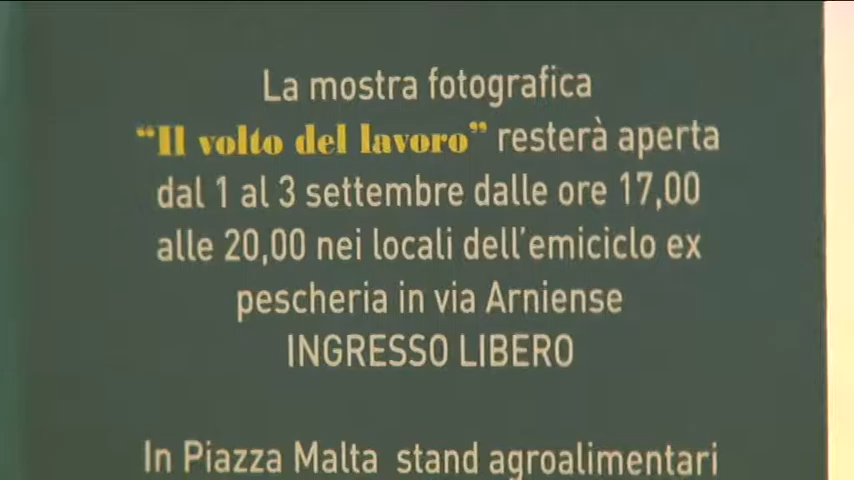 La mostra fotografica
“Il volto del lavoro” resterà aperta
dal 1 al 3 settembre dalle ore 17,00
alle 20,00 nei locali dell’emiciclo ex
pescheria in via Arniense
INGRESSO LIBERO
In Piazza Malta stand agroalimentari